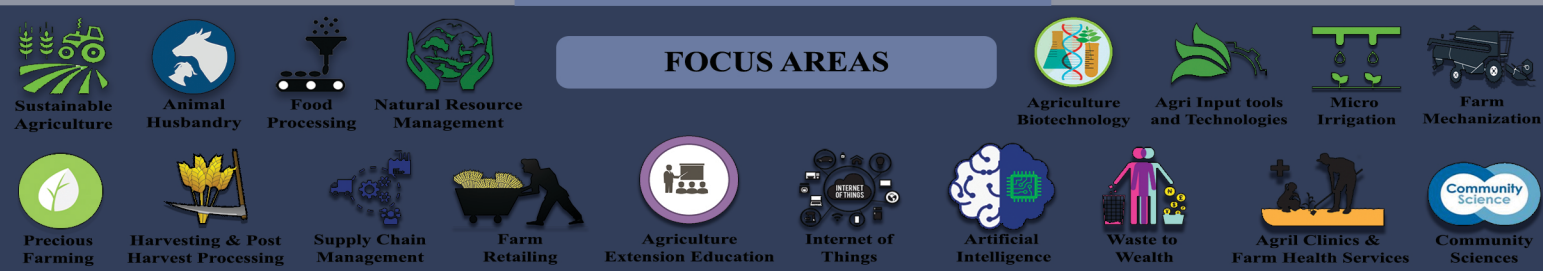 FOCUS AREAS
Sustainable
Agriculture
Animal
Husbandry
Food
Processing
Natural Resource
Management
Agriculture
Biotechnology
Agri Input tools
and Technologies
Micro
Irrigation
Farm
Mechanization
Precious
Farming
Harvesting & Post
Harvest Processing
Supply Chain
Management
Farm
Retailing
Agriculture
Extension Education
INTERNET
OF THINGS
Internet of
Things
Artificial
Intelligence
N
E
S
Waste to
Wealth
Agril Clinics &
Farm Health Services
Community
Science
Community
Sciences